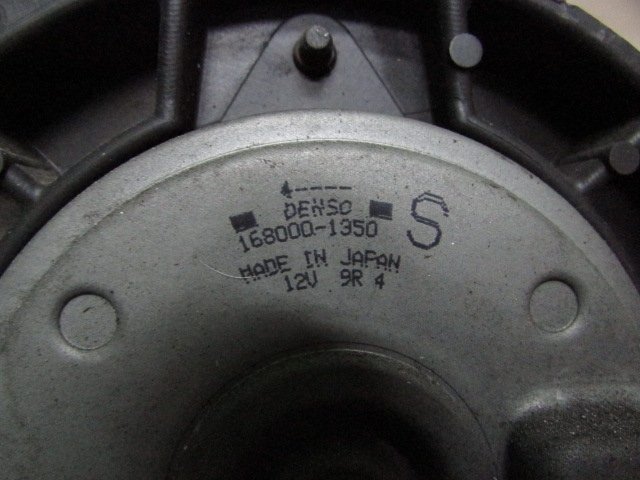 DENSO
168000-1350 S
MADE IN JAPAN
12V 9R 4